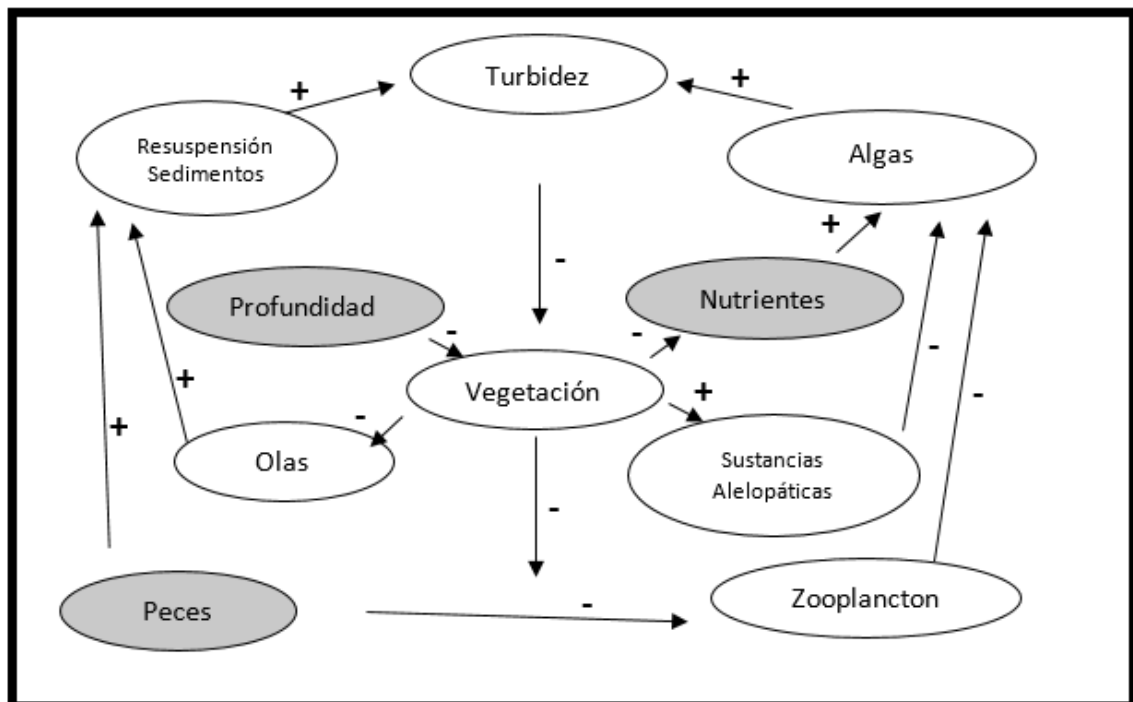 Turbidez
+
+
Resuspensión
Sedimentos
Algas
+
-
Profundidad
Nutrientes
-
-
Vegetación
+
-
-
+
-
+
Olas
Sustancias
Alelopáticas
-
Peces
-
Zooplancton